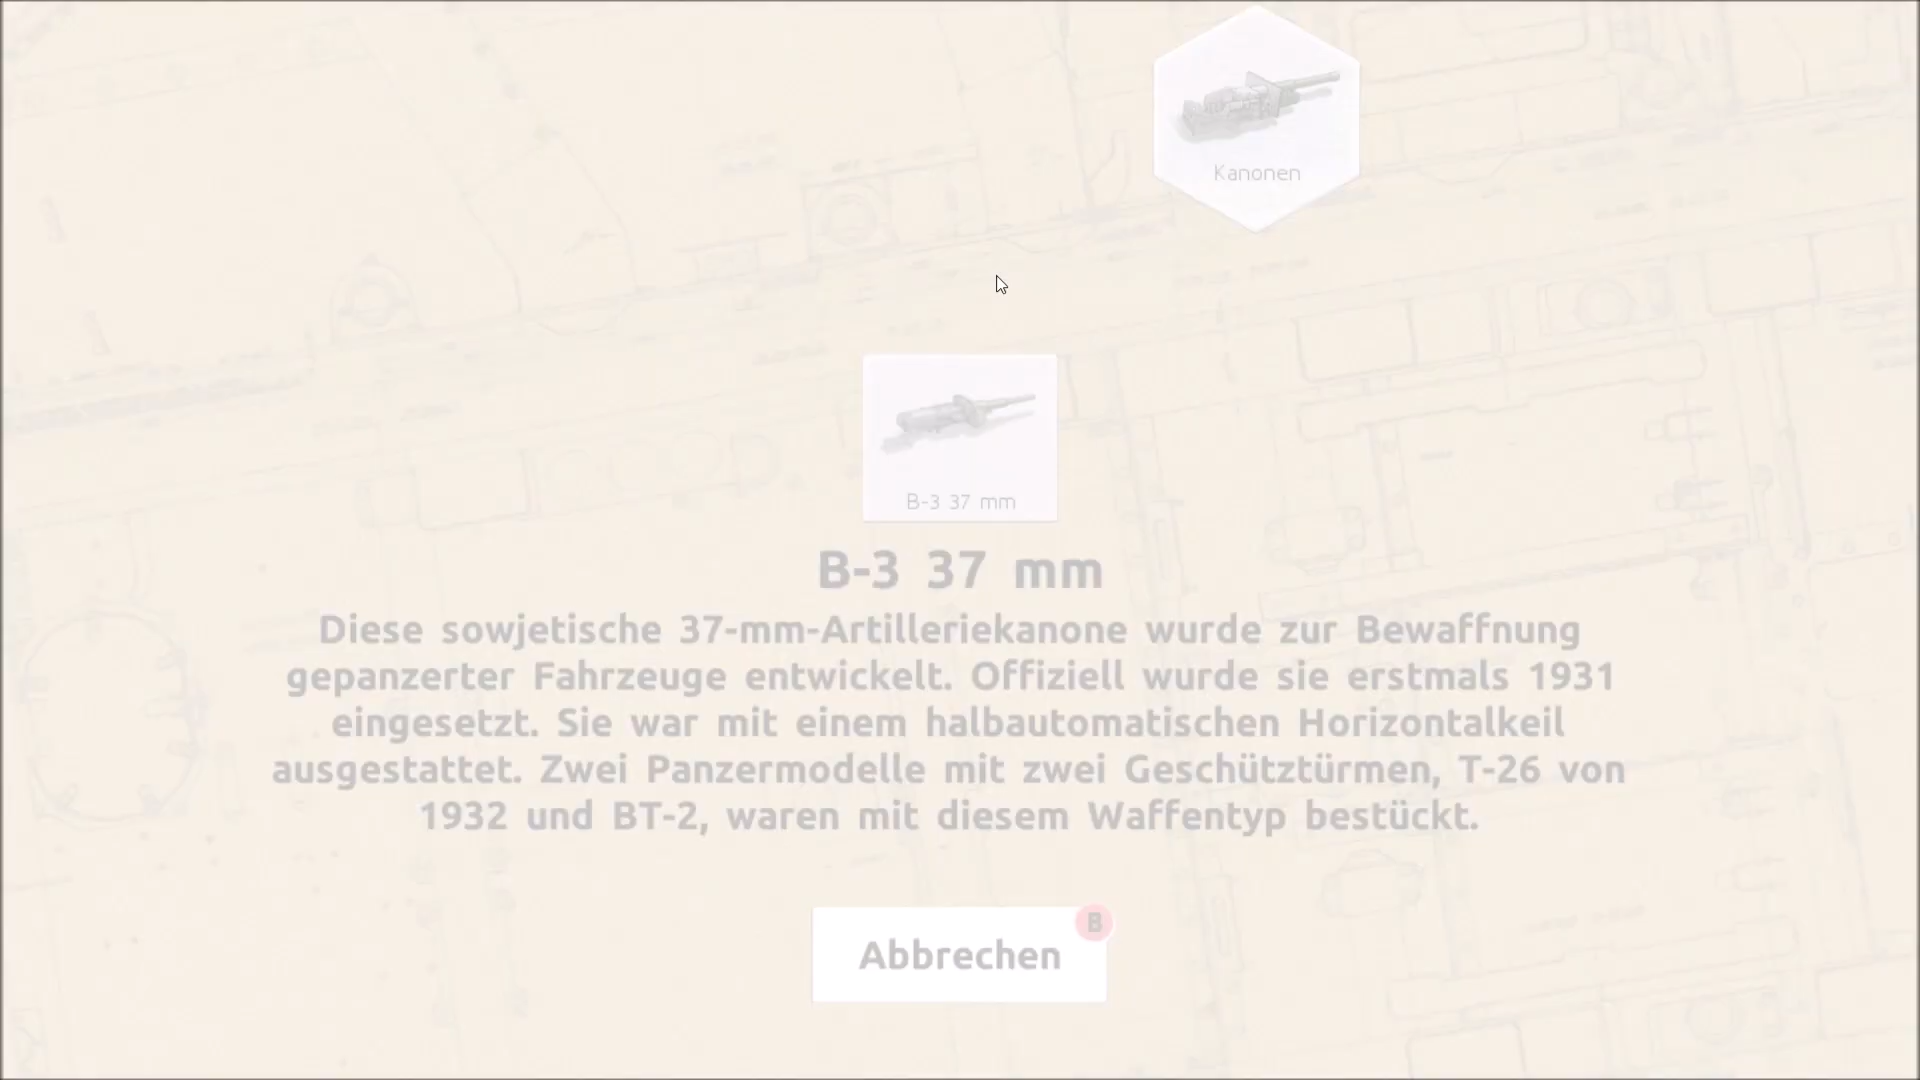 Kanonen
B-3 37 mm
B-3 37 mm
Diese sowjetische 37-mm-Artilleriekanone wurde zur Bewaffnung
gepanzerter Fahrzeuge entwickelt. Offiziell wurde sie erstmals 1931
eingesetzt. Sie war mit einem halbautomatischen Horizontalkeil
ausgestattet. Zwei Panzermodelle mit zwei Geschütztürmen, T-26 von
1932 und BT-2, waren mit diesem Waffentyp bestückt.
B
Abbrechen